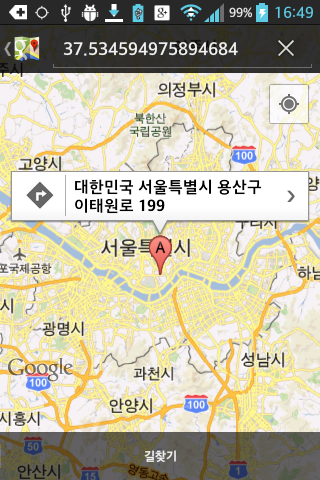 99% 16:49
37.534594975894684
의정부시
북한산
국립공원
100
고양시
대한민국 서울특별시 용산구
이태원로 199
서울특
시
A
포국제공항
하남
광명시
Google
성남시
100
과천시
안양시
100
시흥시
길찾기
50
안산시
15
1